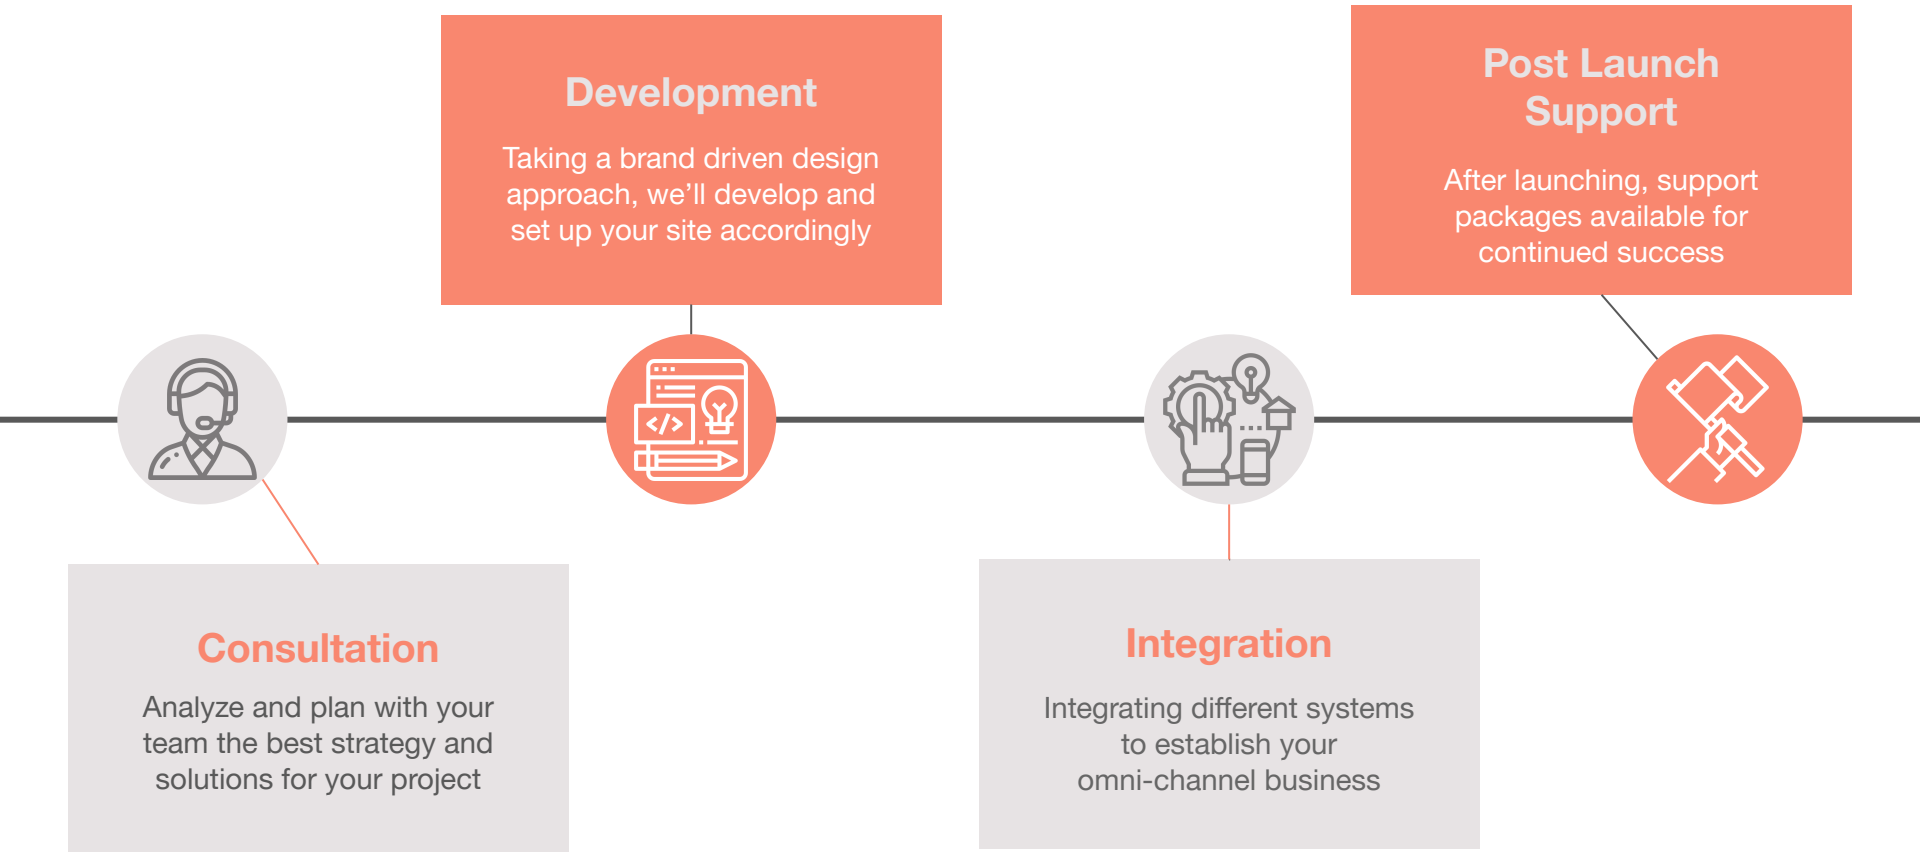 Development
Taking a brand driven design
approach, we’ll develop and
set up your site accordingly
Post Launch
Support
After launching, support
packages available for
continued success
</>
Consultation
Analyze and plan with your
team the best strategy and
solutions for your project
Integration
Integrating different systems
to establish your
omni-channel business